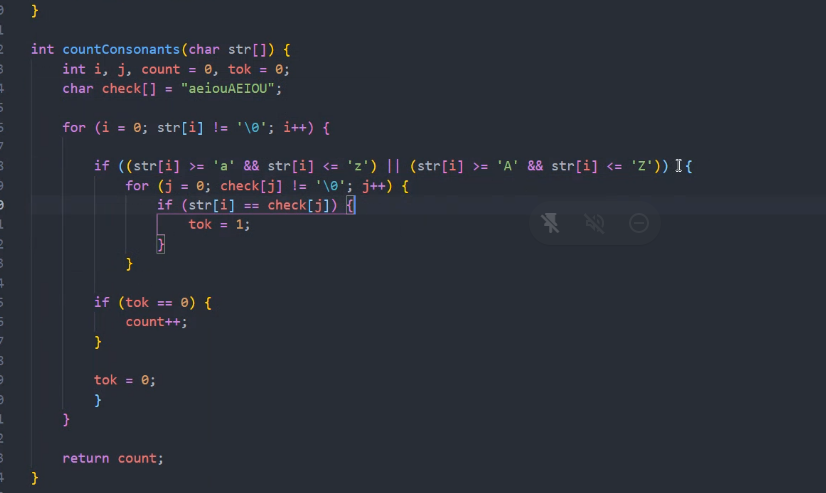 0 }
1
2 int countConsonants(char str[]) {
3     int i, j, count = 0, tok = 0;
4     char check[] = "aeiouAEIOU";
5
6     for (i = 0; str[i] != '\0'; i++) {
7
8         if ((str[i] >= 'a' && str[i] <= 'z') || (str[i] >= 'A' && str[i] <= 'Z')) {
9             for (j = 0; check[j] != '\0'; j++) {
0                 if (str[i] == check[j]) {
1                     tok = 1;
2                 }
3             }
4
5         if (tok == 0) {
6             count++;
7         }
8
9         tok = 0;
0         }
1     }
2
3     return count;
4 }